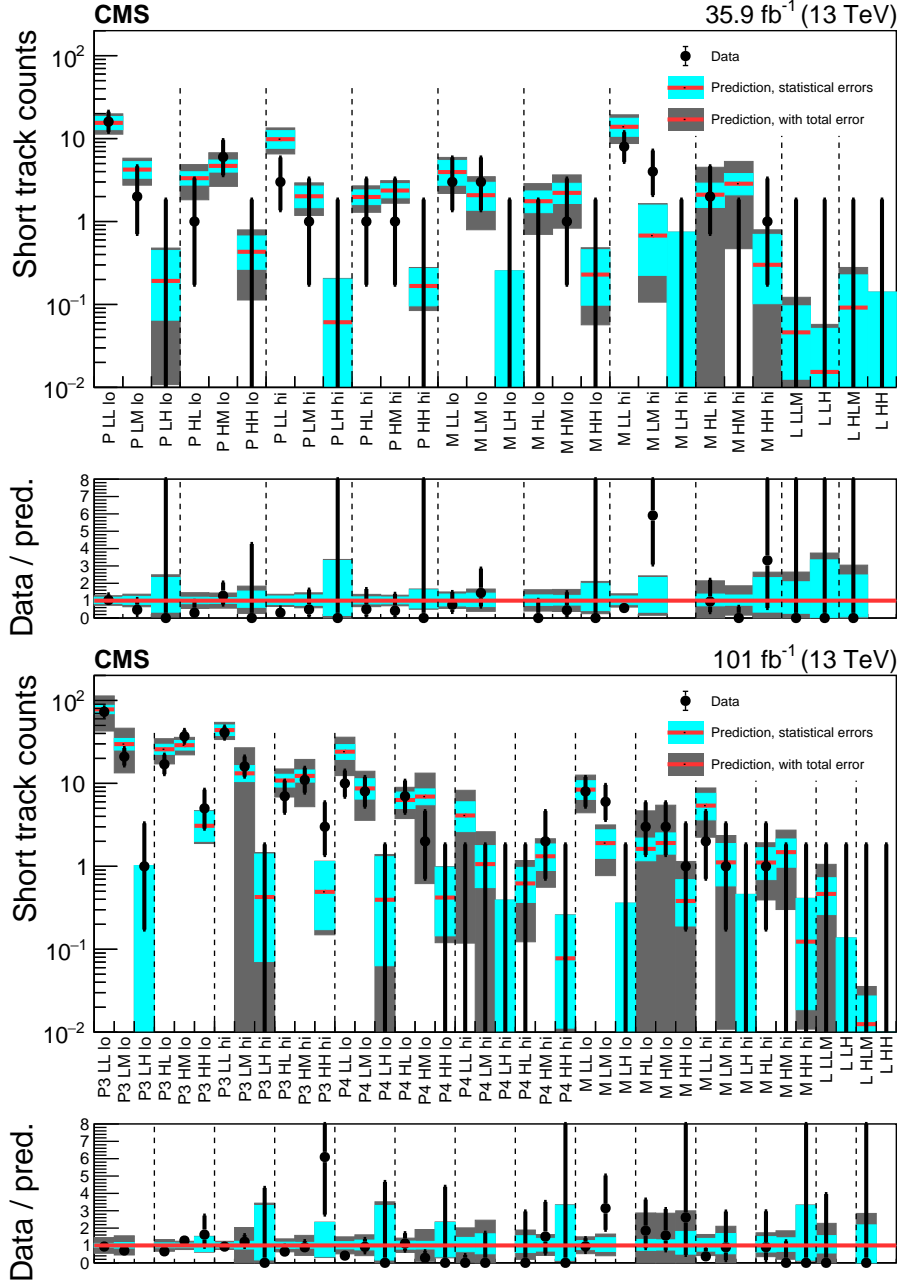 CMS 35.9 fb⁻¹ (13 TeV)
Short track counts
10²
10
1
10⁻¹
10⁻²
Data
Prediction, statistical errors
Prediction, with total error
P LL lo
P LM lo
P LH lo
P HL lo
P HM lo
P HH lo
P LL hi
P LM hi
P LH hi
P HL hi
P HM hi
P HH hi
M LL lo
M LM lo
M LH lo
M HL lo
M HM lo
M HH lo
M LL hi
M LM hi
M LH hi
M HL hi
M HM hi
M HH hi
L LLM
L LLH
L HLM
L LHH
Data / pred.
8
7
6
5
4
3
2
1
0
CMS 101 fb⁻¹ (13 TeV)
Short track counts
10²
10
1
10⁻¹
10⁻²
Data
Prediction, statistical errors
Prediction, with total error
P3 LL lo
P3 LM lo
P3 LH lo
P3 HL lo
P3 HM lo
P3 HH lo
P3 LL hi
P3 LM hi
P3 LH hi
P3 HL hi
P3 HM hi
P3 HH hi
P4 LL lo
P4 LM lo
P4 LH lo
P4 HL lo
P4 HM lo
P4 HH lo
P4 LL hi
P4 LM hi
P4 LH hi
P4 HL hi
P4 HM hi
P4 HH hi
M LL lo
M LM lo
M LH lo
M HL lo
M HM lo
M HH lo
M LL hi
M LM hi
M LH hi
M HL hi
M HM hi
M HH hi
L LLM
L LLH
L HLM
L LHH
Data / pred.
8
7
6
5
4
3
2
1
0